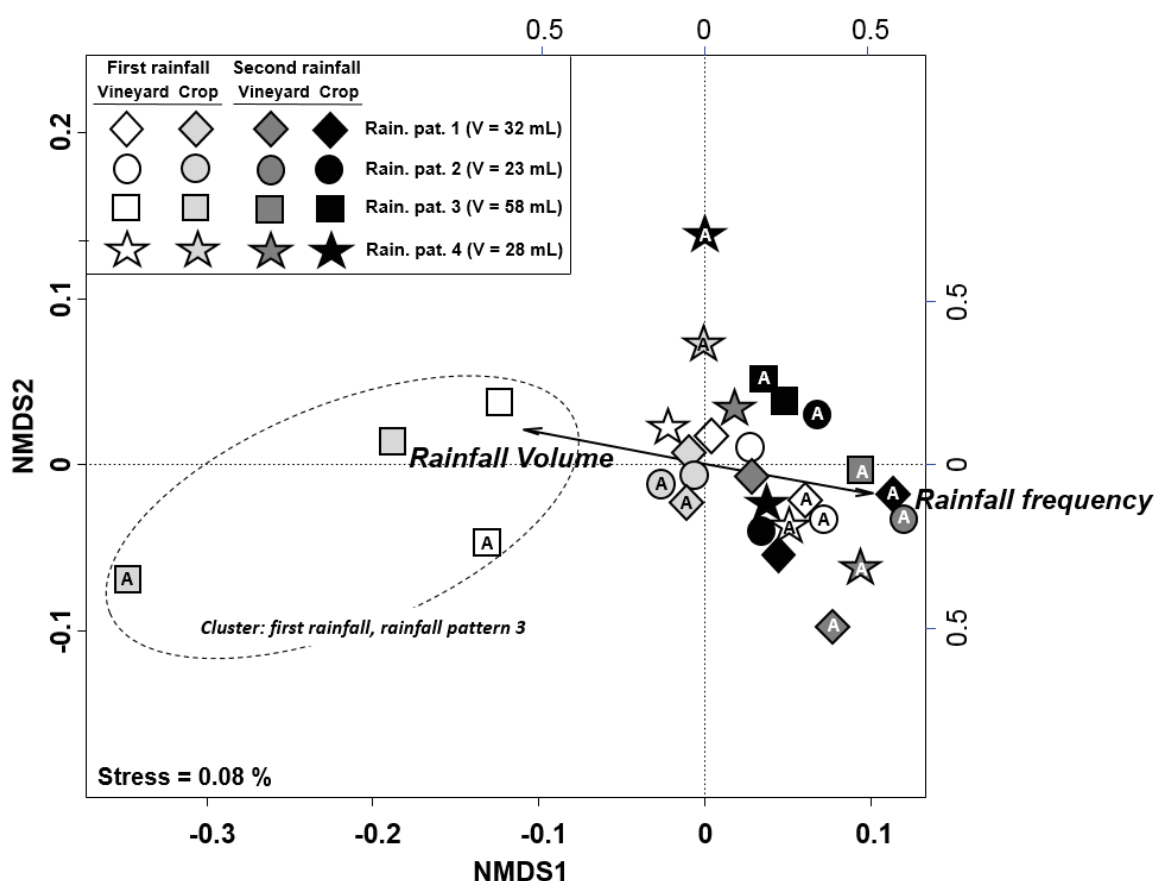 0.5 0 0.5
First rainfall Second rainfall
Vineyard Crop Vineyard Crop
Rain. pat. 1 (V = 32 mL)
Rain. pat. 2 (V = 23 mL)
Rain. pat. 3 (V = 58 mL)
Rain. pat. 4 (V = 28 mL)
0.2
A
0.1
0.5
A
A
A
NMDS2
0
Rainfall Volume
A
0
A
A
A
A
Rainfall frequency
A
A
A
A
A
A
A
A
-0.1
Cluster: first rainfall, rainfall pattern 3
0.5
Stress = 0.08 %
-0.3 -0.2 -0.1 0 0.1
NMDS1